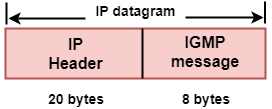 IP datagram
IP
Header
IGMP
message
20 bytes
8 bytes